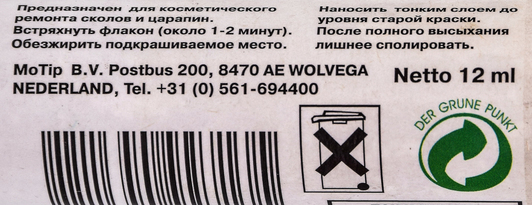 Предназначен для косметического
ремонта сколов и царапин.
Встряхнуть флакон (около 1-2 минут).
Обезжирить подкрашиваемое место.
Наносить тонким слоем до
уровня старой краски.
После полного высыхания
лишнее сполировать.
MoTip B.V. Postbus 200, 8470 AE WOLVEGA
NEDERLAND, Tel. +31 (0) 561-694400
Netto 12 ml
DER GRÜNE PUNKT